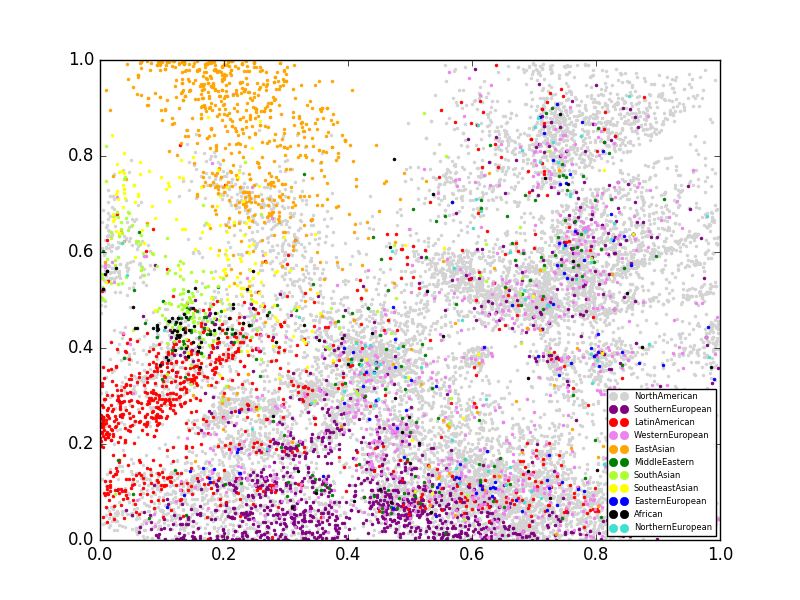 1.0
0.8
0.6
0.4
0.2
0.0
0.0 0.2 0.4 0.6 0.8 1.0
NorthAmerican
SouthernEuropean
LatinAmerican
WesternEuropean
EastAsian
MiddleEastern
SouthAsian
SoutheastAsian
EasternEuropean
African
NorthernEuropean